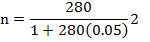 n = 280 / 1 + 280(0.05) 2